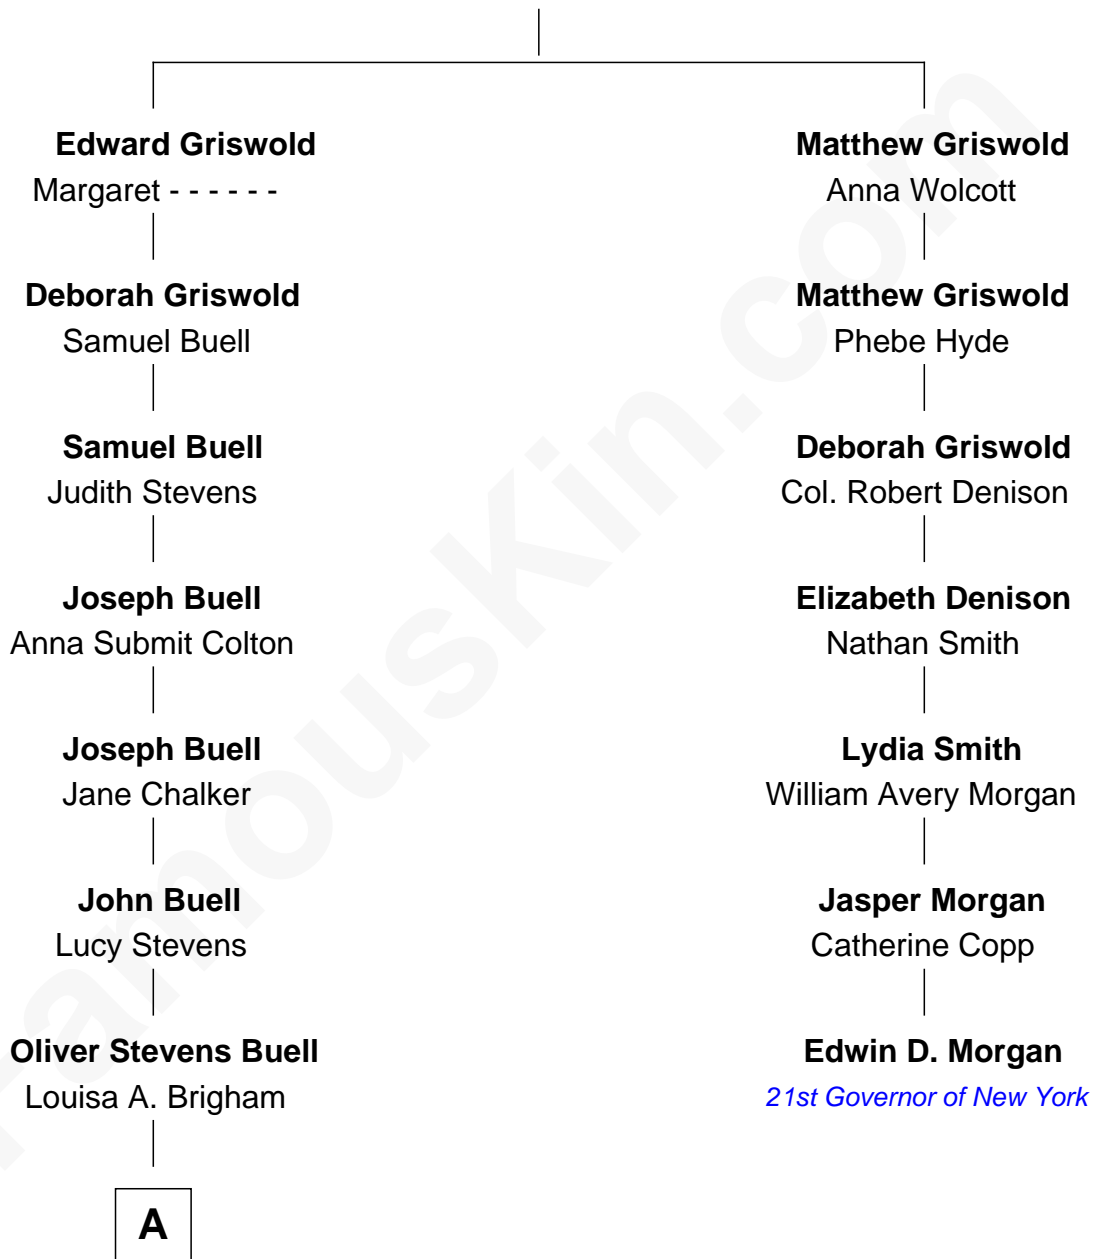 Edward Griswold
Margaret - - - - - -
Deborah Griswold
Samuel Buell
Samuel Buell
Judith Stevens
Joseph Buell
Anna Submit Colton
Joseph Buell
Jane Chalker
John Buell
Lucy Stevens
Oliver Stevens Buell
Louisa A. Brigham
A
Matthew Griswold
Anna Wolcott
Matthew Griswold
Phebe Hyde
Deborah Griswold
Col. Robert Denison
Elizabeth Denison
Nathan Smith
Lydia Smith
William Avery Morgan
Jasper Morgan
Catherine Copp
Edwin D. Morgan
21st Governor of New York
FamousKin.com